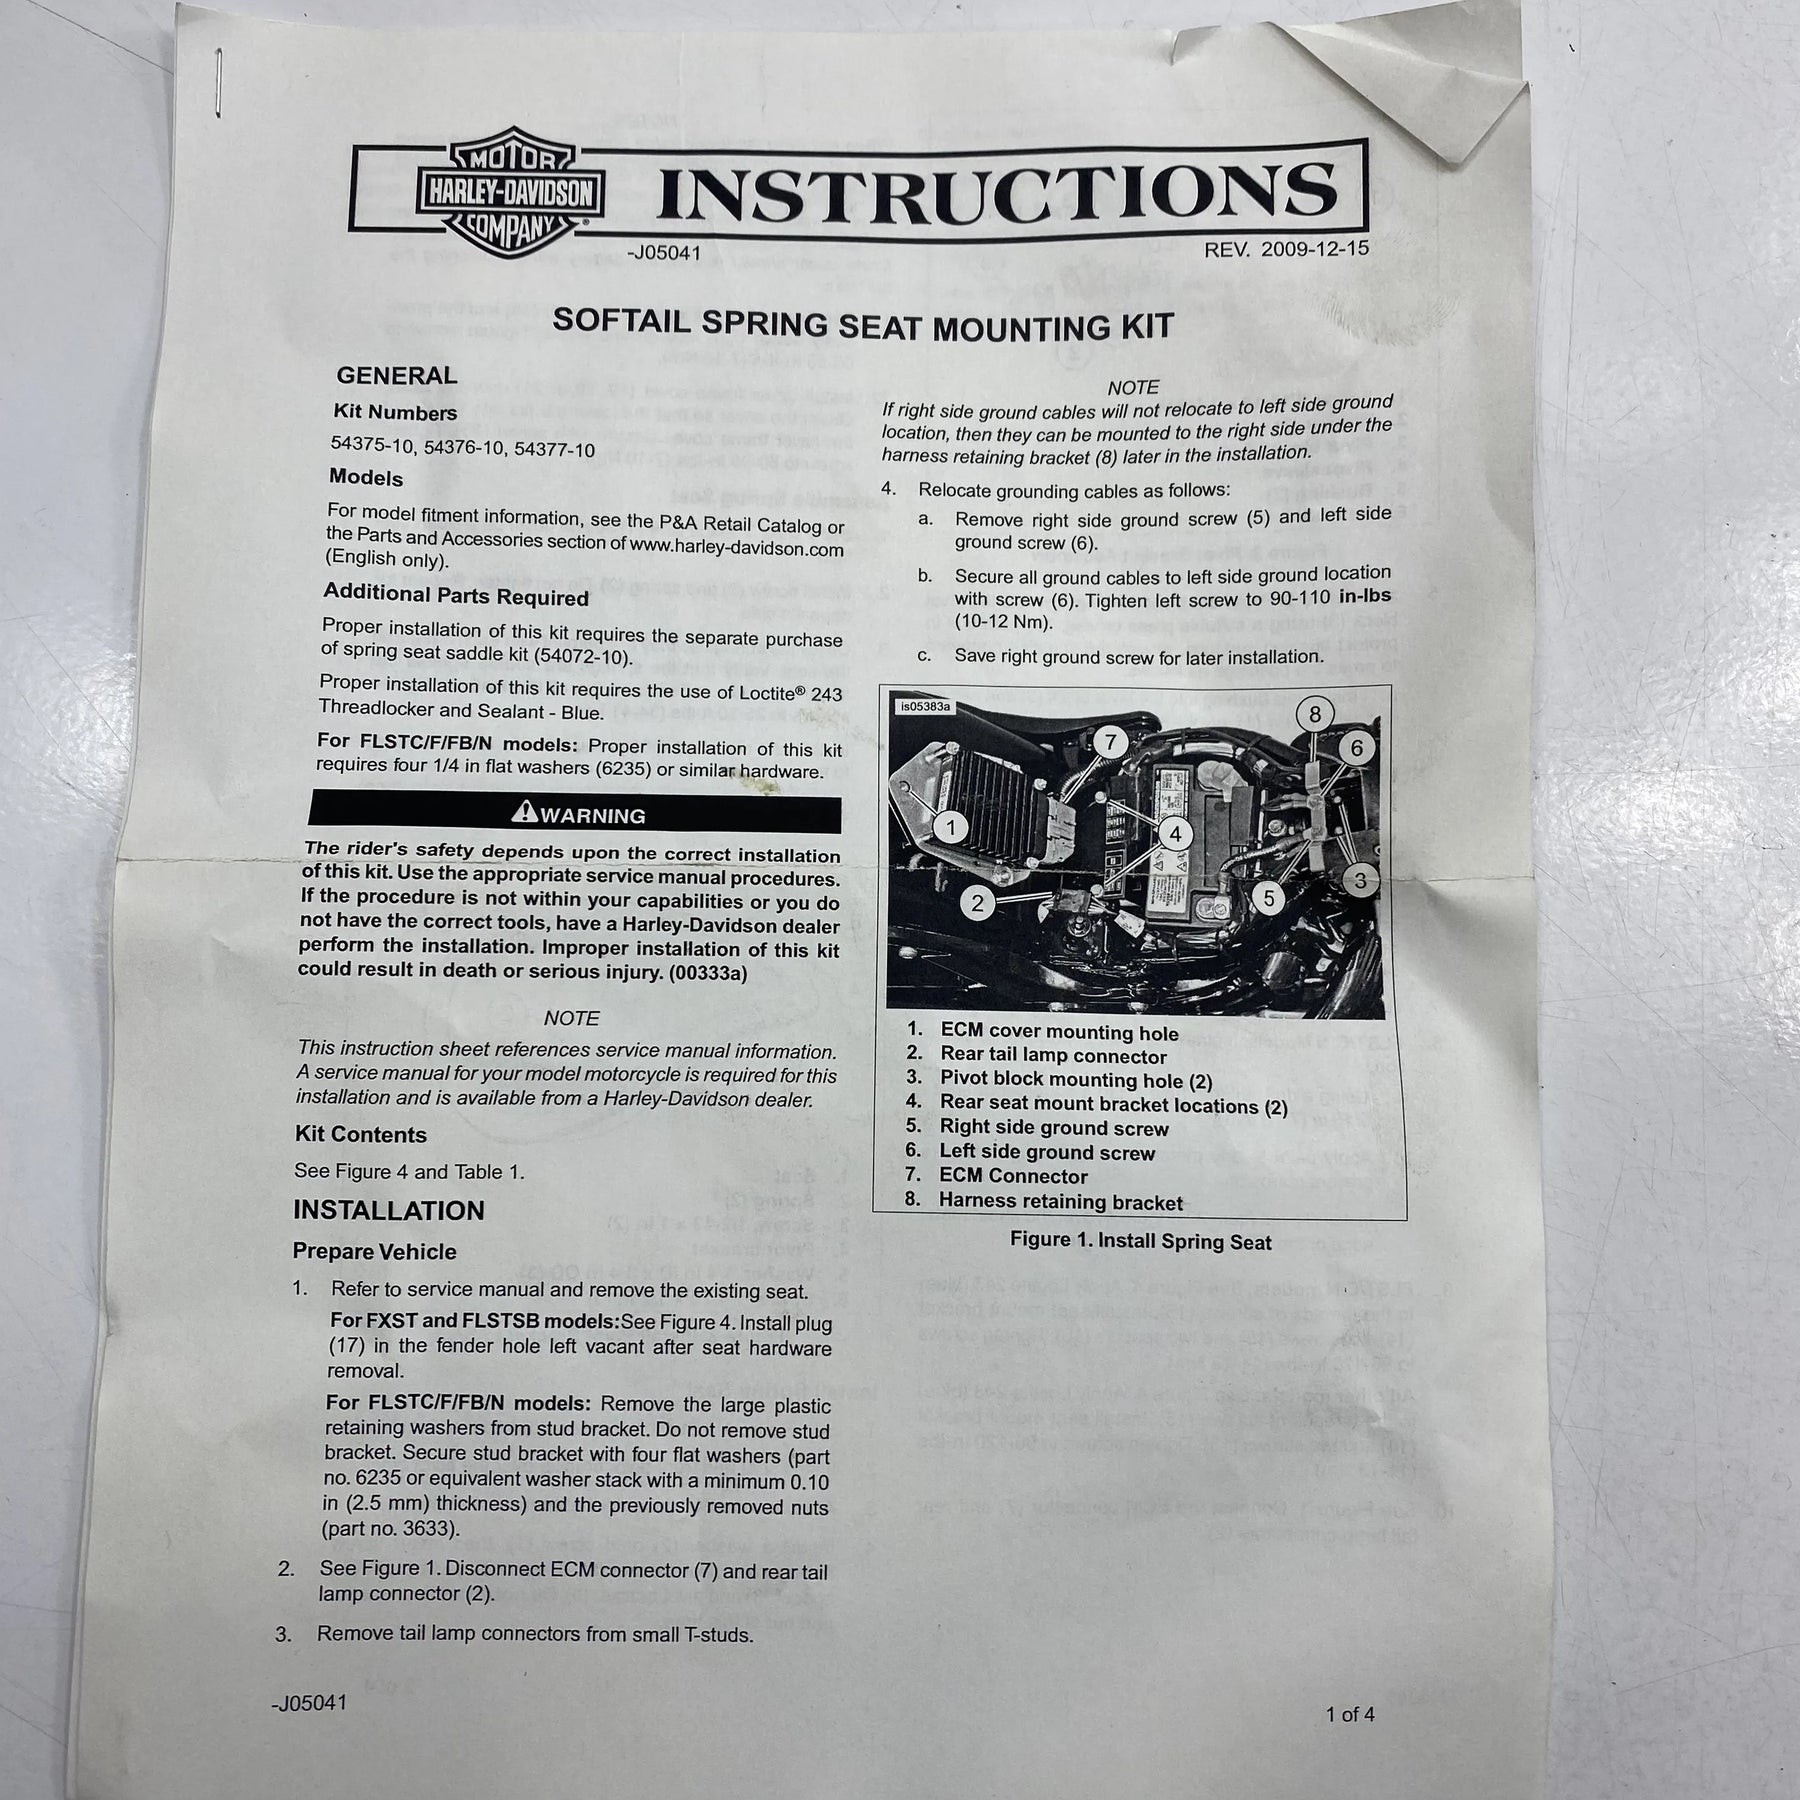 MOTOR
HARLEY-DAVIDSON
COMPANY
®
INSTRUCTIONS
-J05041
REV. 2009-12-15
SOFTAIL SPRING SEAT MOUNTING KIT
GENERAL
Kit Numbers
54375-10, 54376-10, 54377-10
Models
For model fitment information, see the P&A Retail Catalog or
the Parts and Accessories section of www.harley-davidson.com
(English only).
Additional Parts Required
Proper installation of this kit requires the separate purchase
of spring seat saddle kit (54072-10).
Proper installation of this kit requires the use of Loctite® 243
Threadlocker and Sealant - Blue.
For FLSTC/F/FB/N models: Proper installation of this kit
requires four 1/4 in flat washers (6235) or similar hardware.
WARNING
The rider's safety depends upon the correct installation
of this kit. Use the appropriate service manual procedures.
If the procedure is not within your capabilities or you do
not have the correct tools, have a Harley-Davidson dealer
perform the installation. Improper installation of this kit
could result in death or serious injury. (00333a)
NOTE
This instruction sheet references service manual information.
A service manual for your model motorcycle is required for this
installation and is available from a Harley-Davidson dealer.
Kit Contents
See Figure 4 and Table 1.
INSTALLATION
Prepare Vehicle
1. Refer to service manual and remove the existing seat.
For FXST and FLSTSB models:See Figure 4. Install plug
(17) in the fender hole left vacant after seat hardware
removal.
For FLSTC/F/FB/N models: Remove the large plastic
retaining washers from stud bracket. Do not remove stud
bracket. Secure stud bracket with four flat washers (part
no. 6235 or equivalent washer stack with a minimum 0.10
in (2.5 mm) thickness) and the previously removed nuts
(part no. 3633).
2. See Figure 1. Disconnect ECM connector (7) and rear tail
lamp connector (2).
3. Remove tail lamp connectors from small T-studs.
NOTE
If right side ground cables will not relocate to left side ground
location, then they can be mounted to the right side under the
harness retaining bracket (8) later in the installation.
4. Relocate grounding cables as follows:
a. Remove right side ground screw (5) and left side
ground screw (6).
b. Secure all ground cables to left side ground location
with screw (6). Tighten left screw to 90-110 in-lbs
(10-12 Nm).
c. Save right ground screw for later installation.
is05383a
8
7
6
1
4
2
5
3
1. ECM cover mounting hole
2. Rear tail lamp connector
3. Pivot block mounting hole (2)
4. Rear seat mount bracket locations (2)
5. Right side ground screw
6. Left side ground screw
7. ECM Connector
8. Harness retaining bracket
Figure 1. Install Spring Seat
-J05041
1 of 4